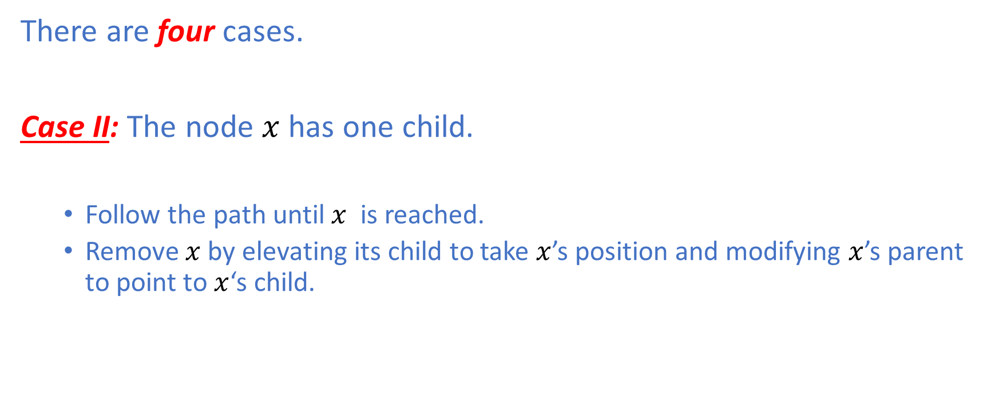 There are four cases.
Case II: The node x has one child.
• Follow the path until x is reached.
• Remove x by elevating its child to take x’s position and modifying x’s parent
to point to x‘s child.